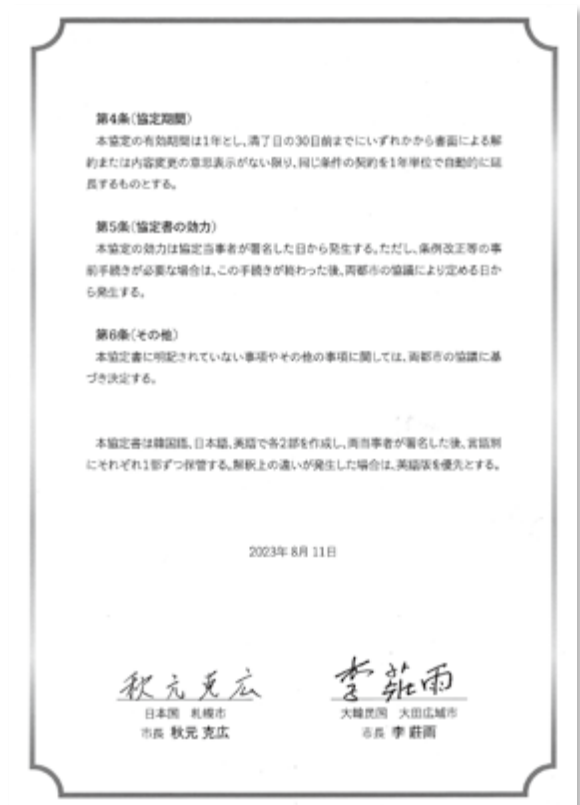 第4条（協定期間）
本協定の有効期間は1年とし、満了日の30日前までにいずれかから書面による解
約または内容変更の意思表示がない限り、同じ条件の契約を1年単位で自動的に延
長するものとする。
第5条（協定書の効力）
本協定の効力は協定当事者が署名した日から発生する。ただし、条例改正等の事
前手続きが必要な場合は、この手続きが終わった後、両都市の協議により定める日か
ら発生する。
第6条（その他）
本協定書に明記されていない事項やその他の事項に関しては、両都市の協議に基
づき決定する。
本協定書は韓国語、日本語、英語で各2部を作成し、両当事者が署名した後、言語別
にそれぞれ1部ずつ保管する。解釈上の違いが発生した場合は、英語版を優先とする。
2023年 8月 11日
秋元克広
李莊雨
日本国 札幌市
大韓民国 大田広域市
市長 秋元 克広
市長 李 莊雨